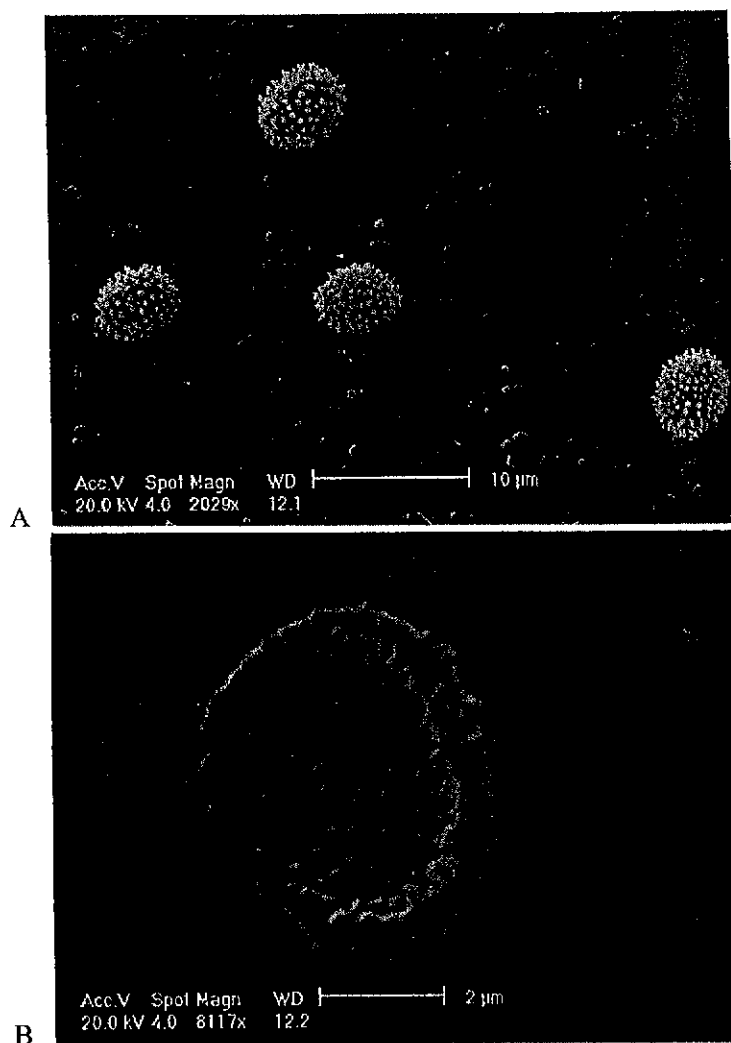 Acc.V Spot Magn WD 10 µm
20.0 kV 4.0 2029x 12.1
A
Acc.V Spot Magn WD 2 µm
20.0 kV 4.0 8117x 12.2
B